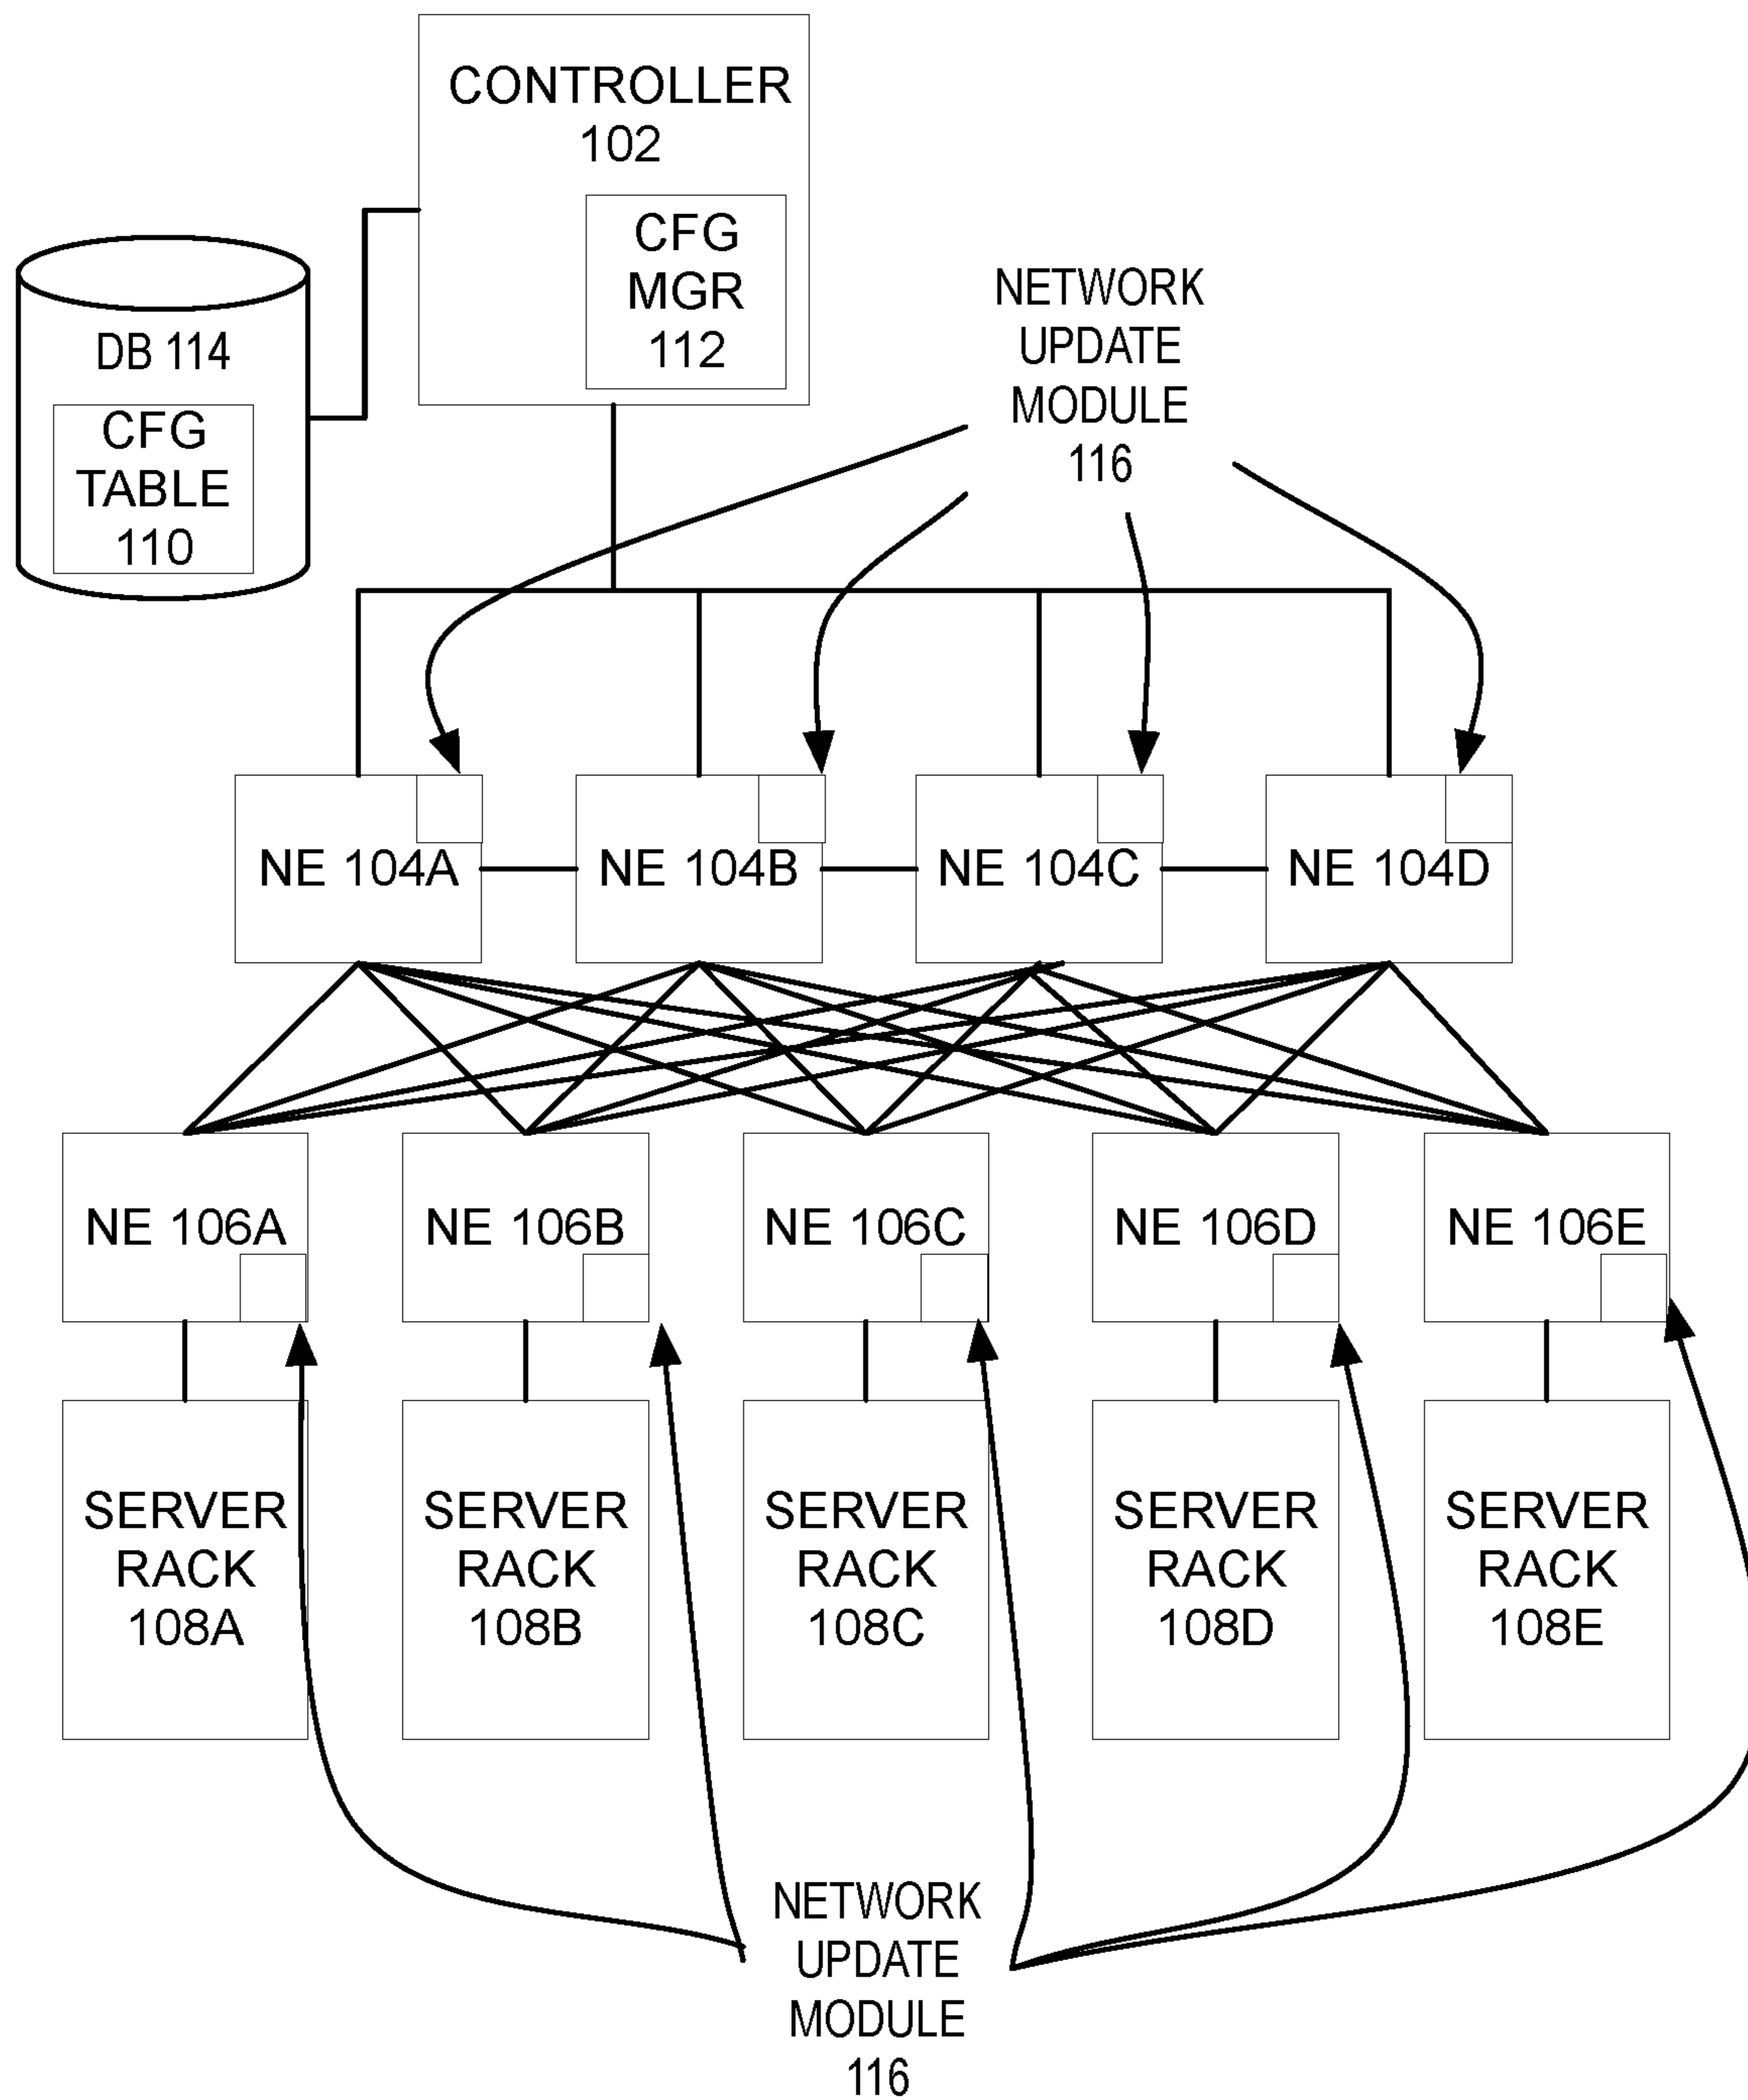 CONTROLLER
102
CFG
MGR
112
DB 114
CFG
TABLE
110
NETWORK
UPDATE
MODULE
116
NE 104A
NE 104B
NE 104C
NE 104D
NE 106A
NE 106B
NE 106C
NE 106D
NE 106E
SERVER
RACK
108A
SERVER
RACK
108B
SERVER
RACK
108C
SERVER
RACK
108D
SERVER
RACK
108E
NETWORK
UPDATE
MODULE
116